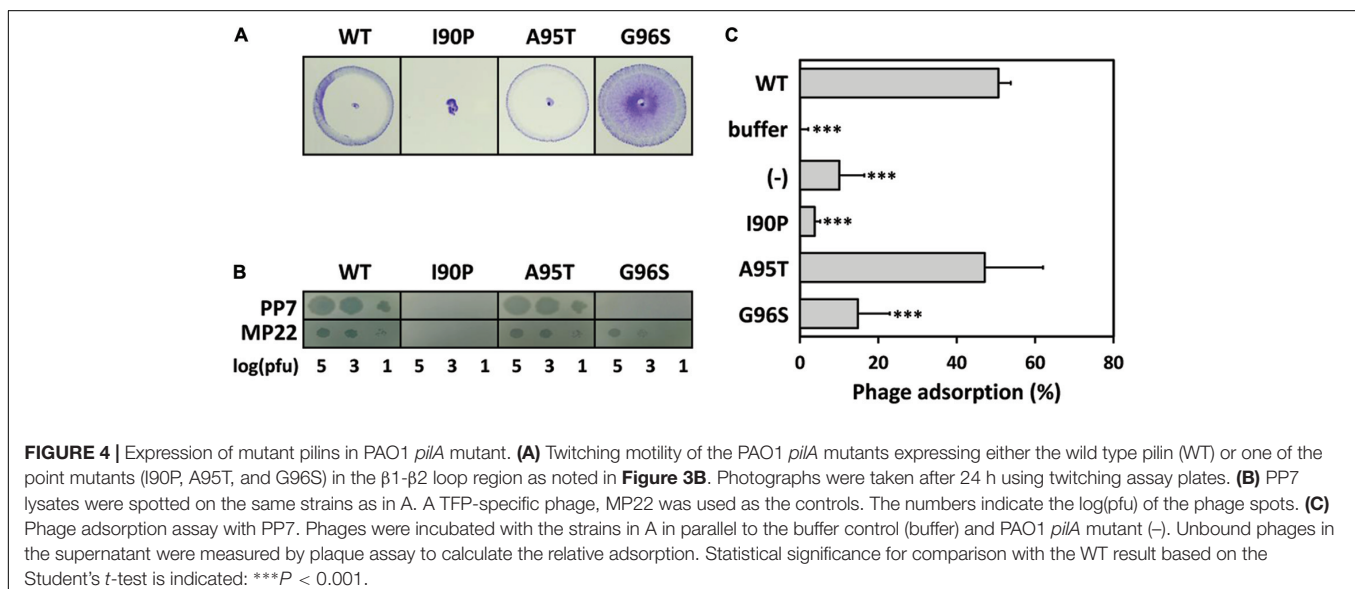 A
WT I90P A95T G96S
B
WT I90P A95T G96S
PP7
MP22
log(pfu) 5 3 1 5 3 1 5 3 1 5 3 1
C
WT
buffer ***
(-) ***
I90P ***
A95T
G96S ***
0 20 40 60 80
Phage adsorption (%)
FIGURE 4 | Expression of mutant pilins in PAO1 pilA mutant. (A) Twitching motility of the PAO1 pilA mutants expressing either the wild type pilin (WT) or one of the
point mutants (I90P, A95T, and G96S) in the β1-β2 loop region as noted in Figure 3B. Photographs were taken after 24 h using twitching assay plates. (B) PP7
lysates were spotted on the same strains as in A. A TFP-specific phage, MP22 was used as the controls. The numbers indicate the log(pfu) of the phage spots. (C)
Phage adsorption assay with PP7. Phages were incubated with the strains in A in parallel to the buffer control (buffer) and PAO1 pilA mutant (–). Unbound phages in
the supernatant were measured by plaque assay to calculate the relative adsorption. Statistical significance for comparison with the WT result based on the
Student's t-test is indicated: ***P < 0.001.